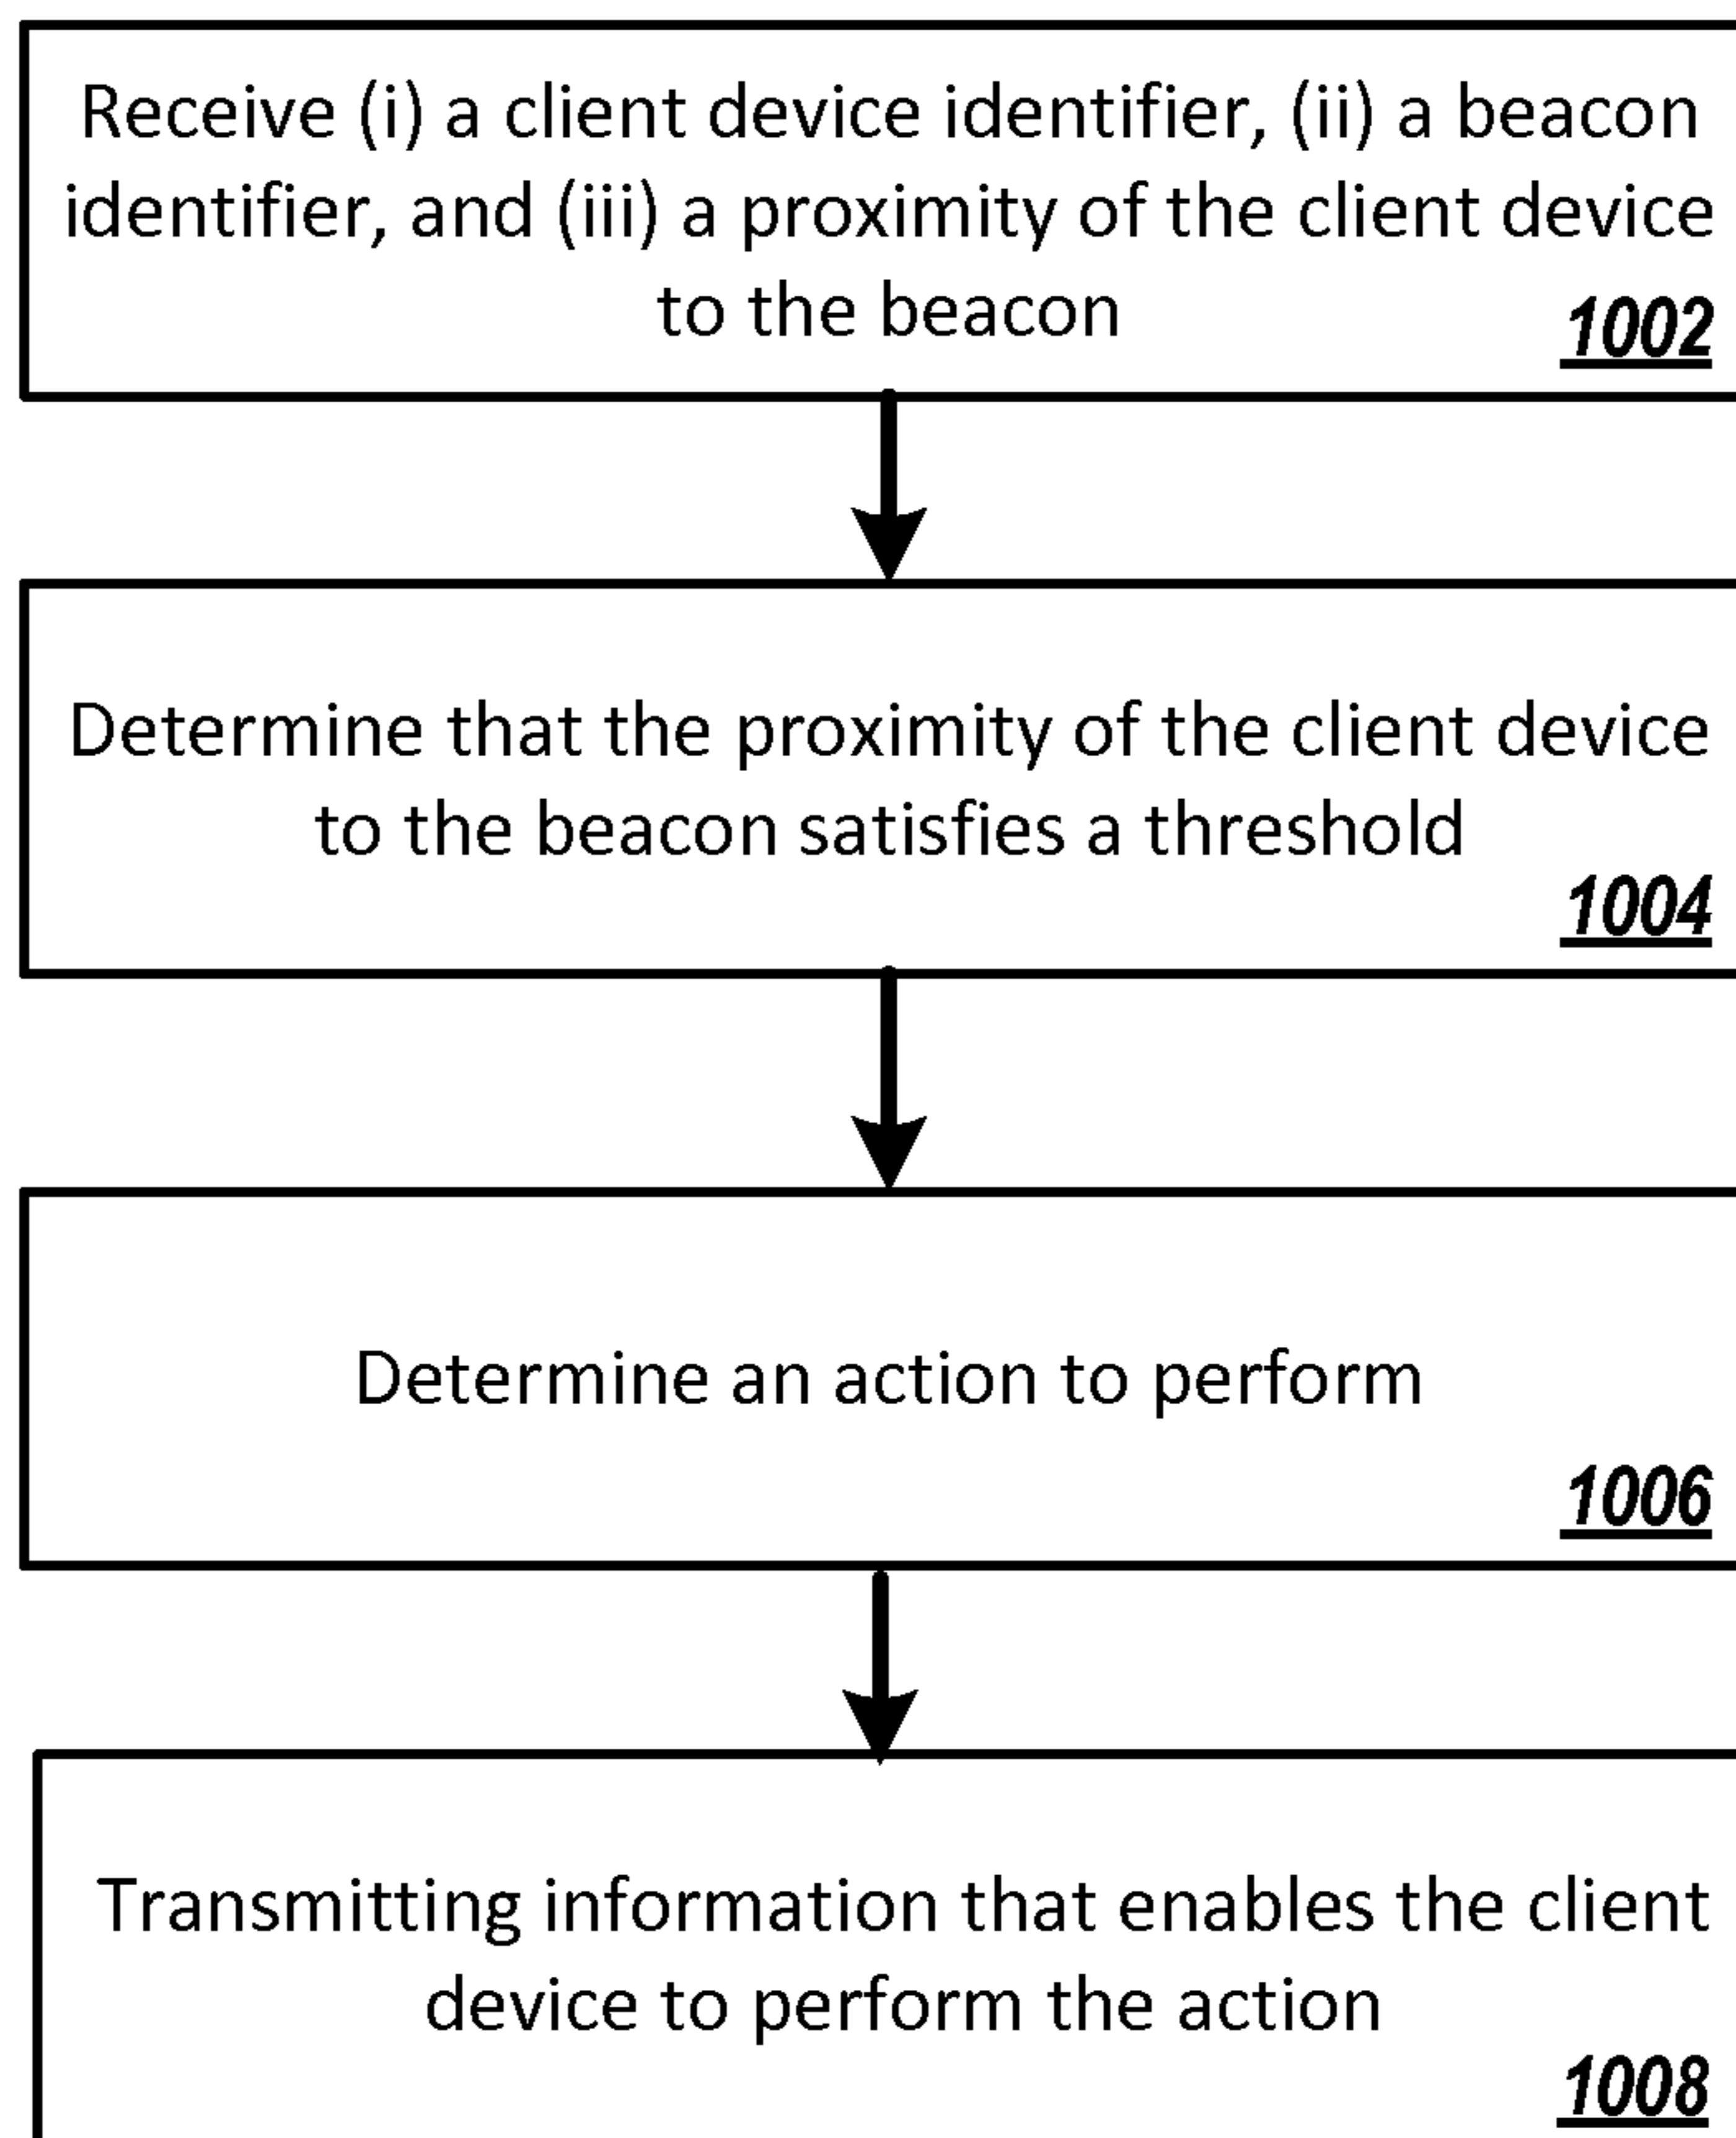 Receive (i) a client device identifier, (ii) a beacon
identifier, and (iii) a proximity of the client device
to the beacon
1002
Determine that the proximity of the client device
to the beacon satisfies a threshold
1004
Determine an action to perform
1006
Transmitting information that enables the client
device to perform the action
1008